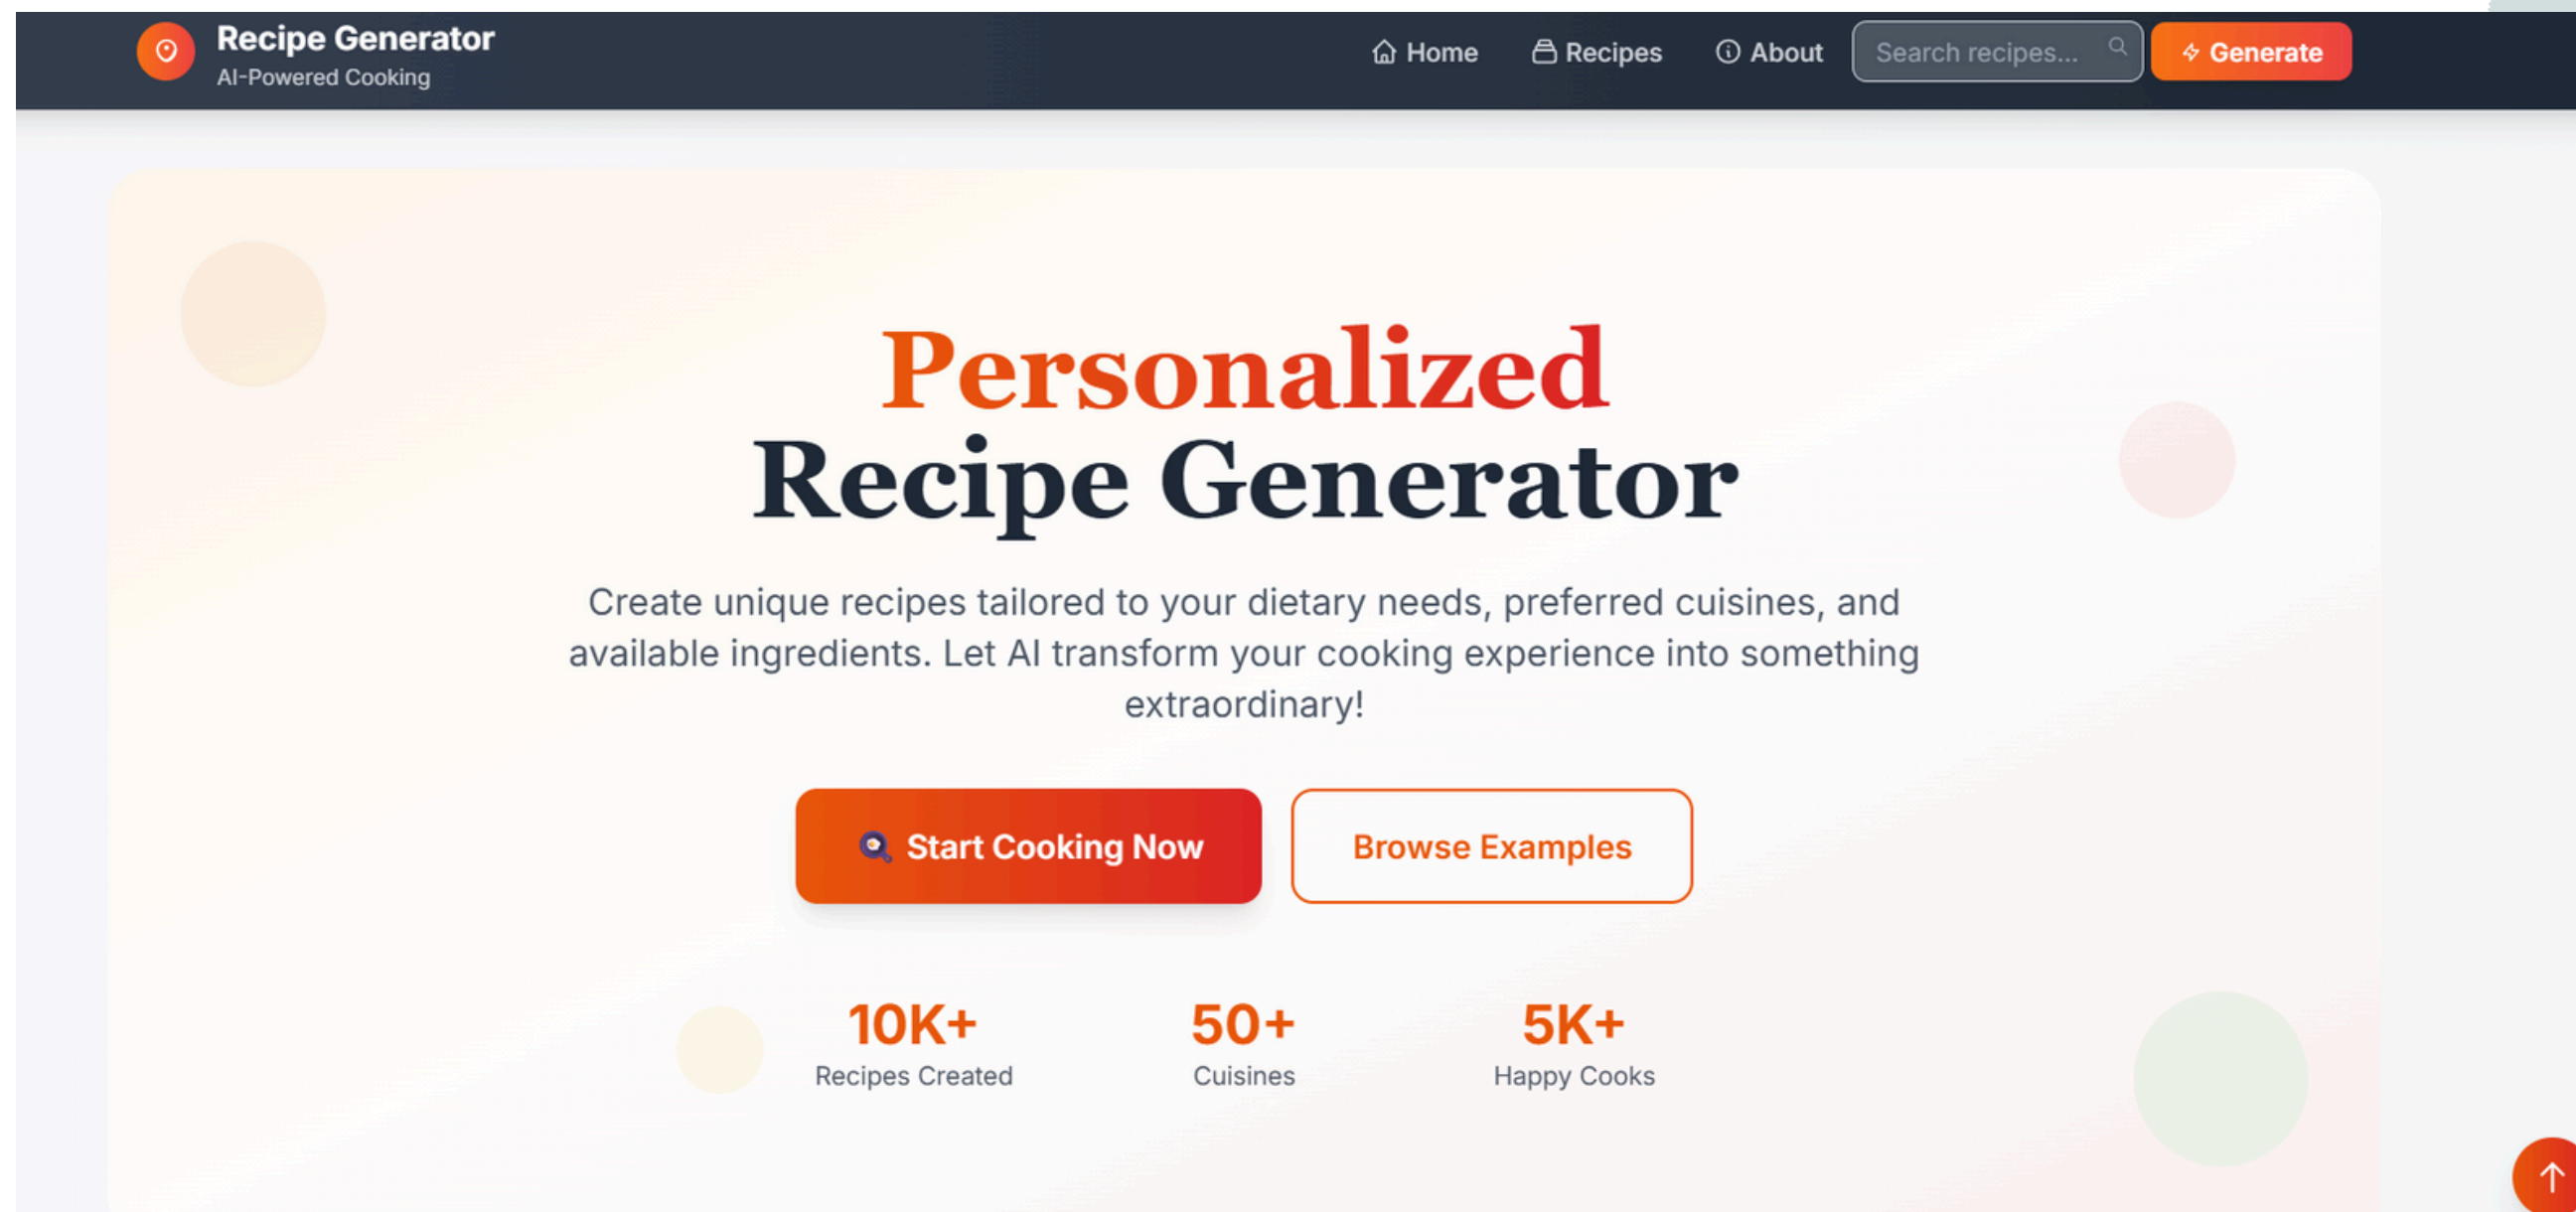 Recipe Generator
AI-Powered Cooking
Home
Recipes
About
Search recipes...
Generate
Personalized
Recipe Generator
Create unique recipes tailored to your dietary needs, preferred cuisines, and
available ingredients. Let AI transform your cooking experience into something
extraordinary!
Start Cooking Now
Browse Examples
10K+
Recipes Created
50+
Cuisines
5K+
Happy Cooks